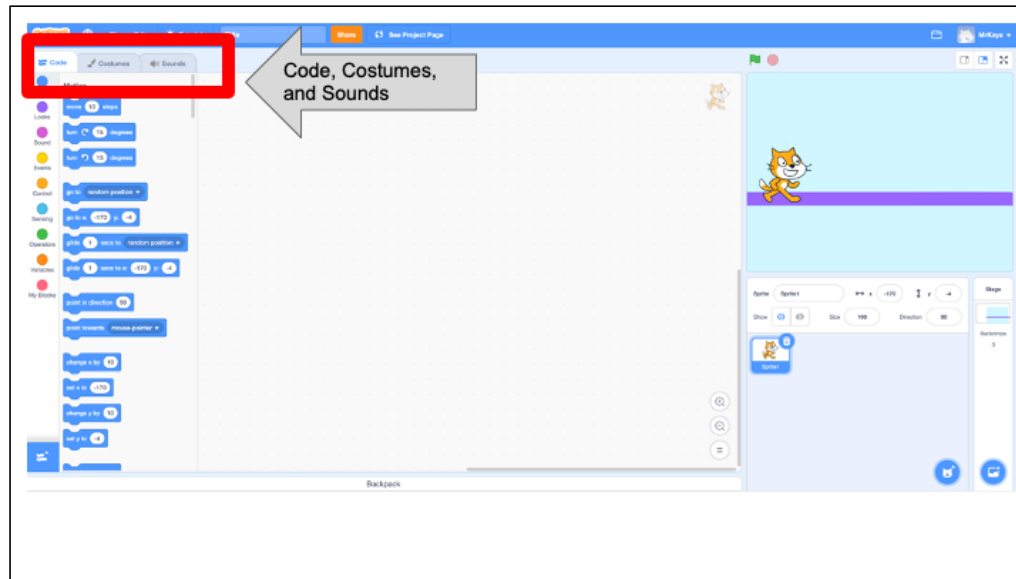 Share
See Project Page
MrKaye
Code
Costumes
Sounds
Code, Costumes,
and Sounds
Motion
Looks
Sound
Events
Control
Sensing
Operators
Variables
My Blocks
move 10 steps
turn 15 degrees
turn 15 degrees
go to random position
go to x: -170 y: -4
glide 1 secs to random position
glide 1 secs to x: -170 y: -4
point in direction 90
point towards mouse-pointer
change x by 10
set x to -170
change y by 10
set y to -4
Backpack
Sprite Sprite1 x -170 y -4
Show Size 100 Direction 90
Sprite1
Stage
Backdrops
3